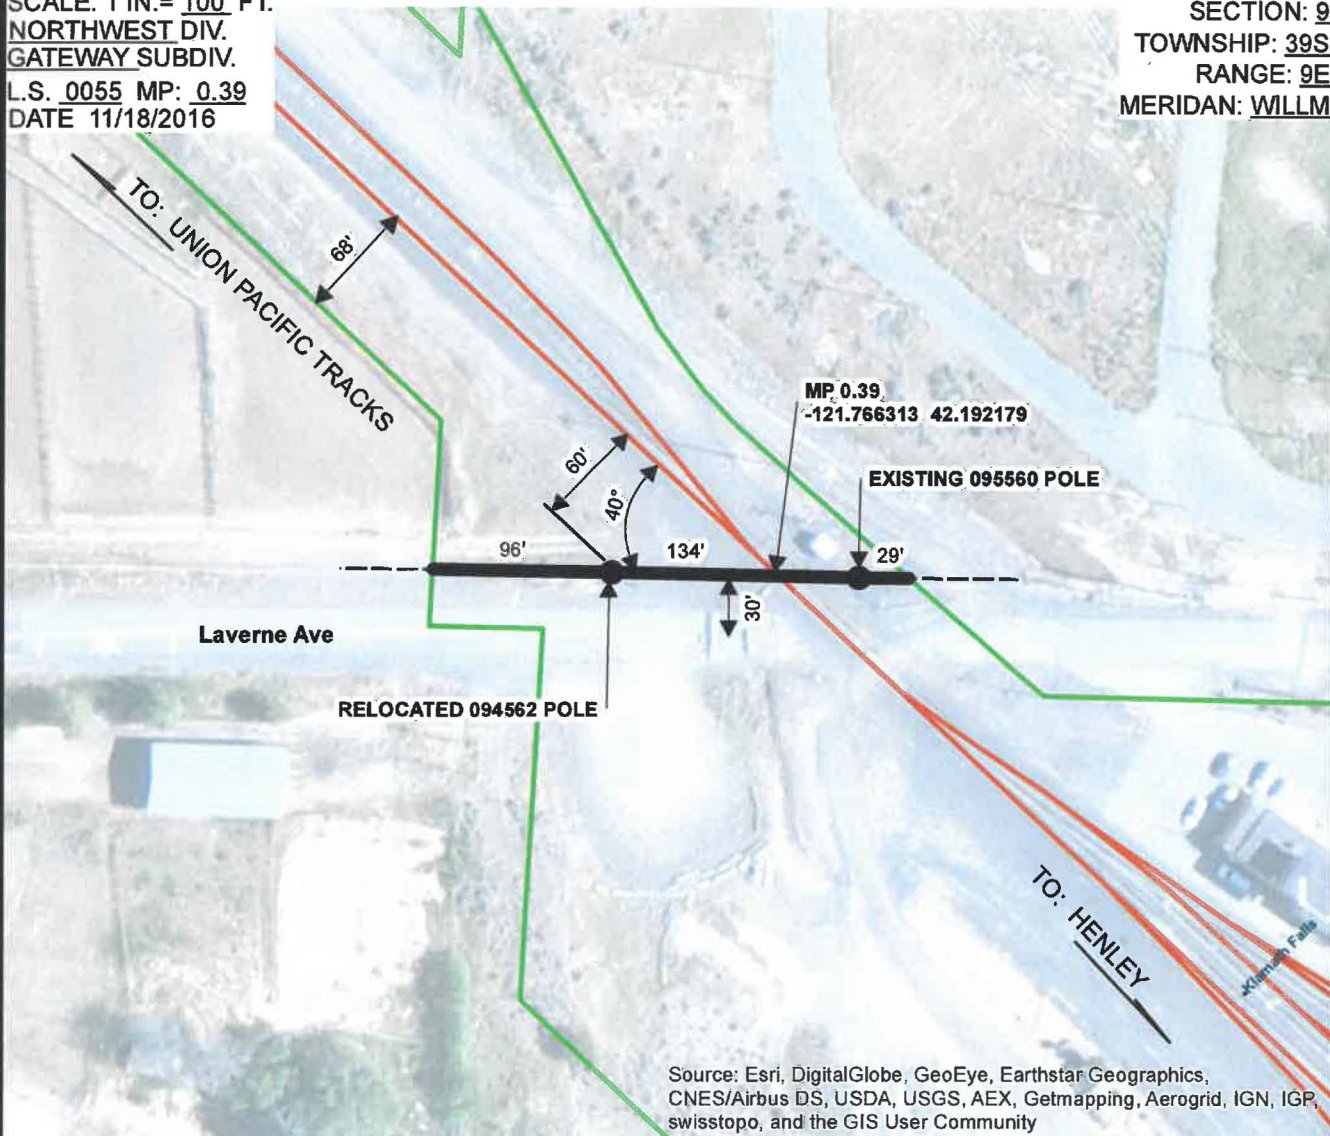 SCALE: 1 IN.= 100 FT.
NORTHWEST DIV.
GATEWAY SUBDIV.
L.S. 0055 MP: 0.39
DATE 11/18/2016
SECTION: 9
TOWNSHIP: 39S
RANGE: 9E
MERIDAN: WILLM
TO: UNION PACIFIC TRACKS
68'
MP 0.39
-121.766313 42.192179
60'
EXISTING 095560 POLE
40°
96'
134'
29'
30'
Laverne Ave
RELOCATED 094562 POLE
TO: HENLEY
Klamath Falls
Source: Esri, DigitalGlobe, GeoEye, Earthstar Geographics,
CNES/Airbus DS, USDA, USGS, AEX, Getmapping, Aerogrid, IGN, IGP,
swisstopo, and the GIS User Community